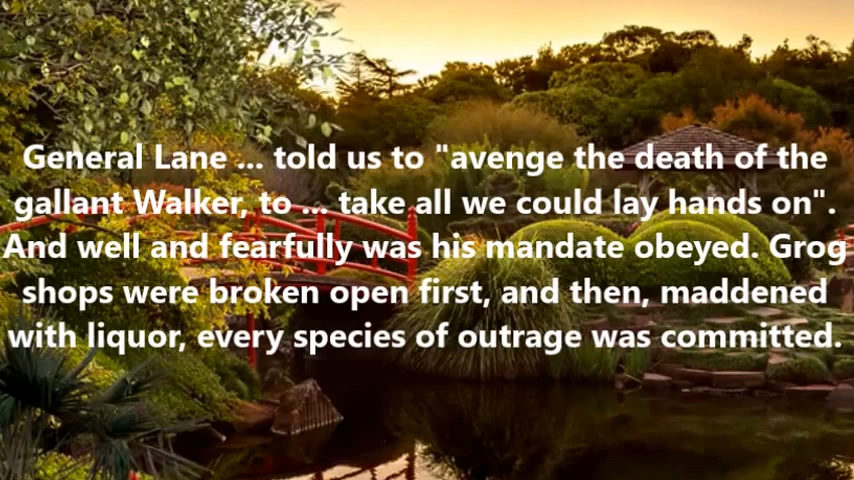 General Lane ... told us to "avenge the death of the
gallant Walker, to ... take all we could lay hands on".
And well and fearfully was his mandate obeyed. Grog
shops were broken open first, and then, maddened
with liquor, every species of outrage was committed.